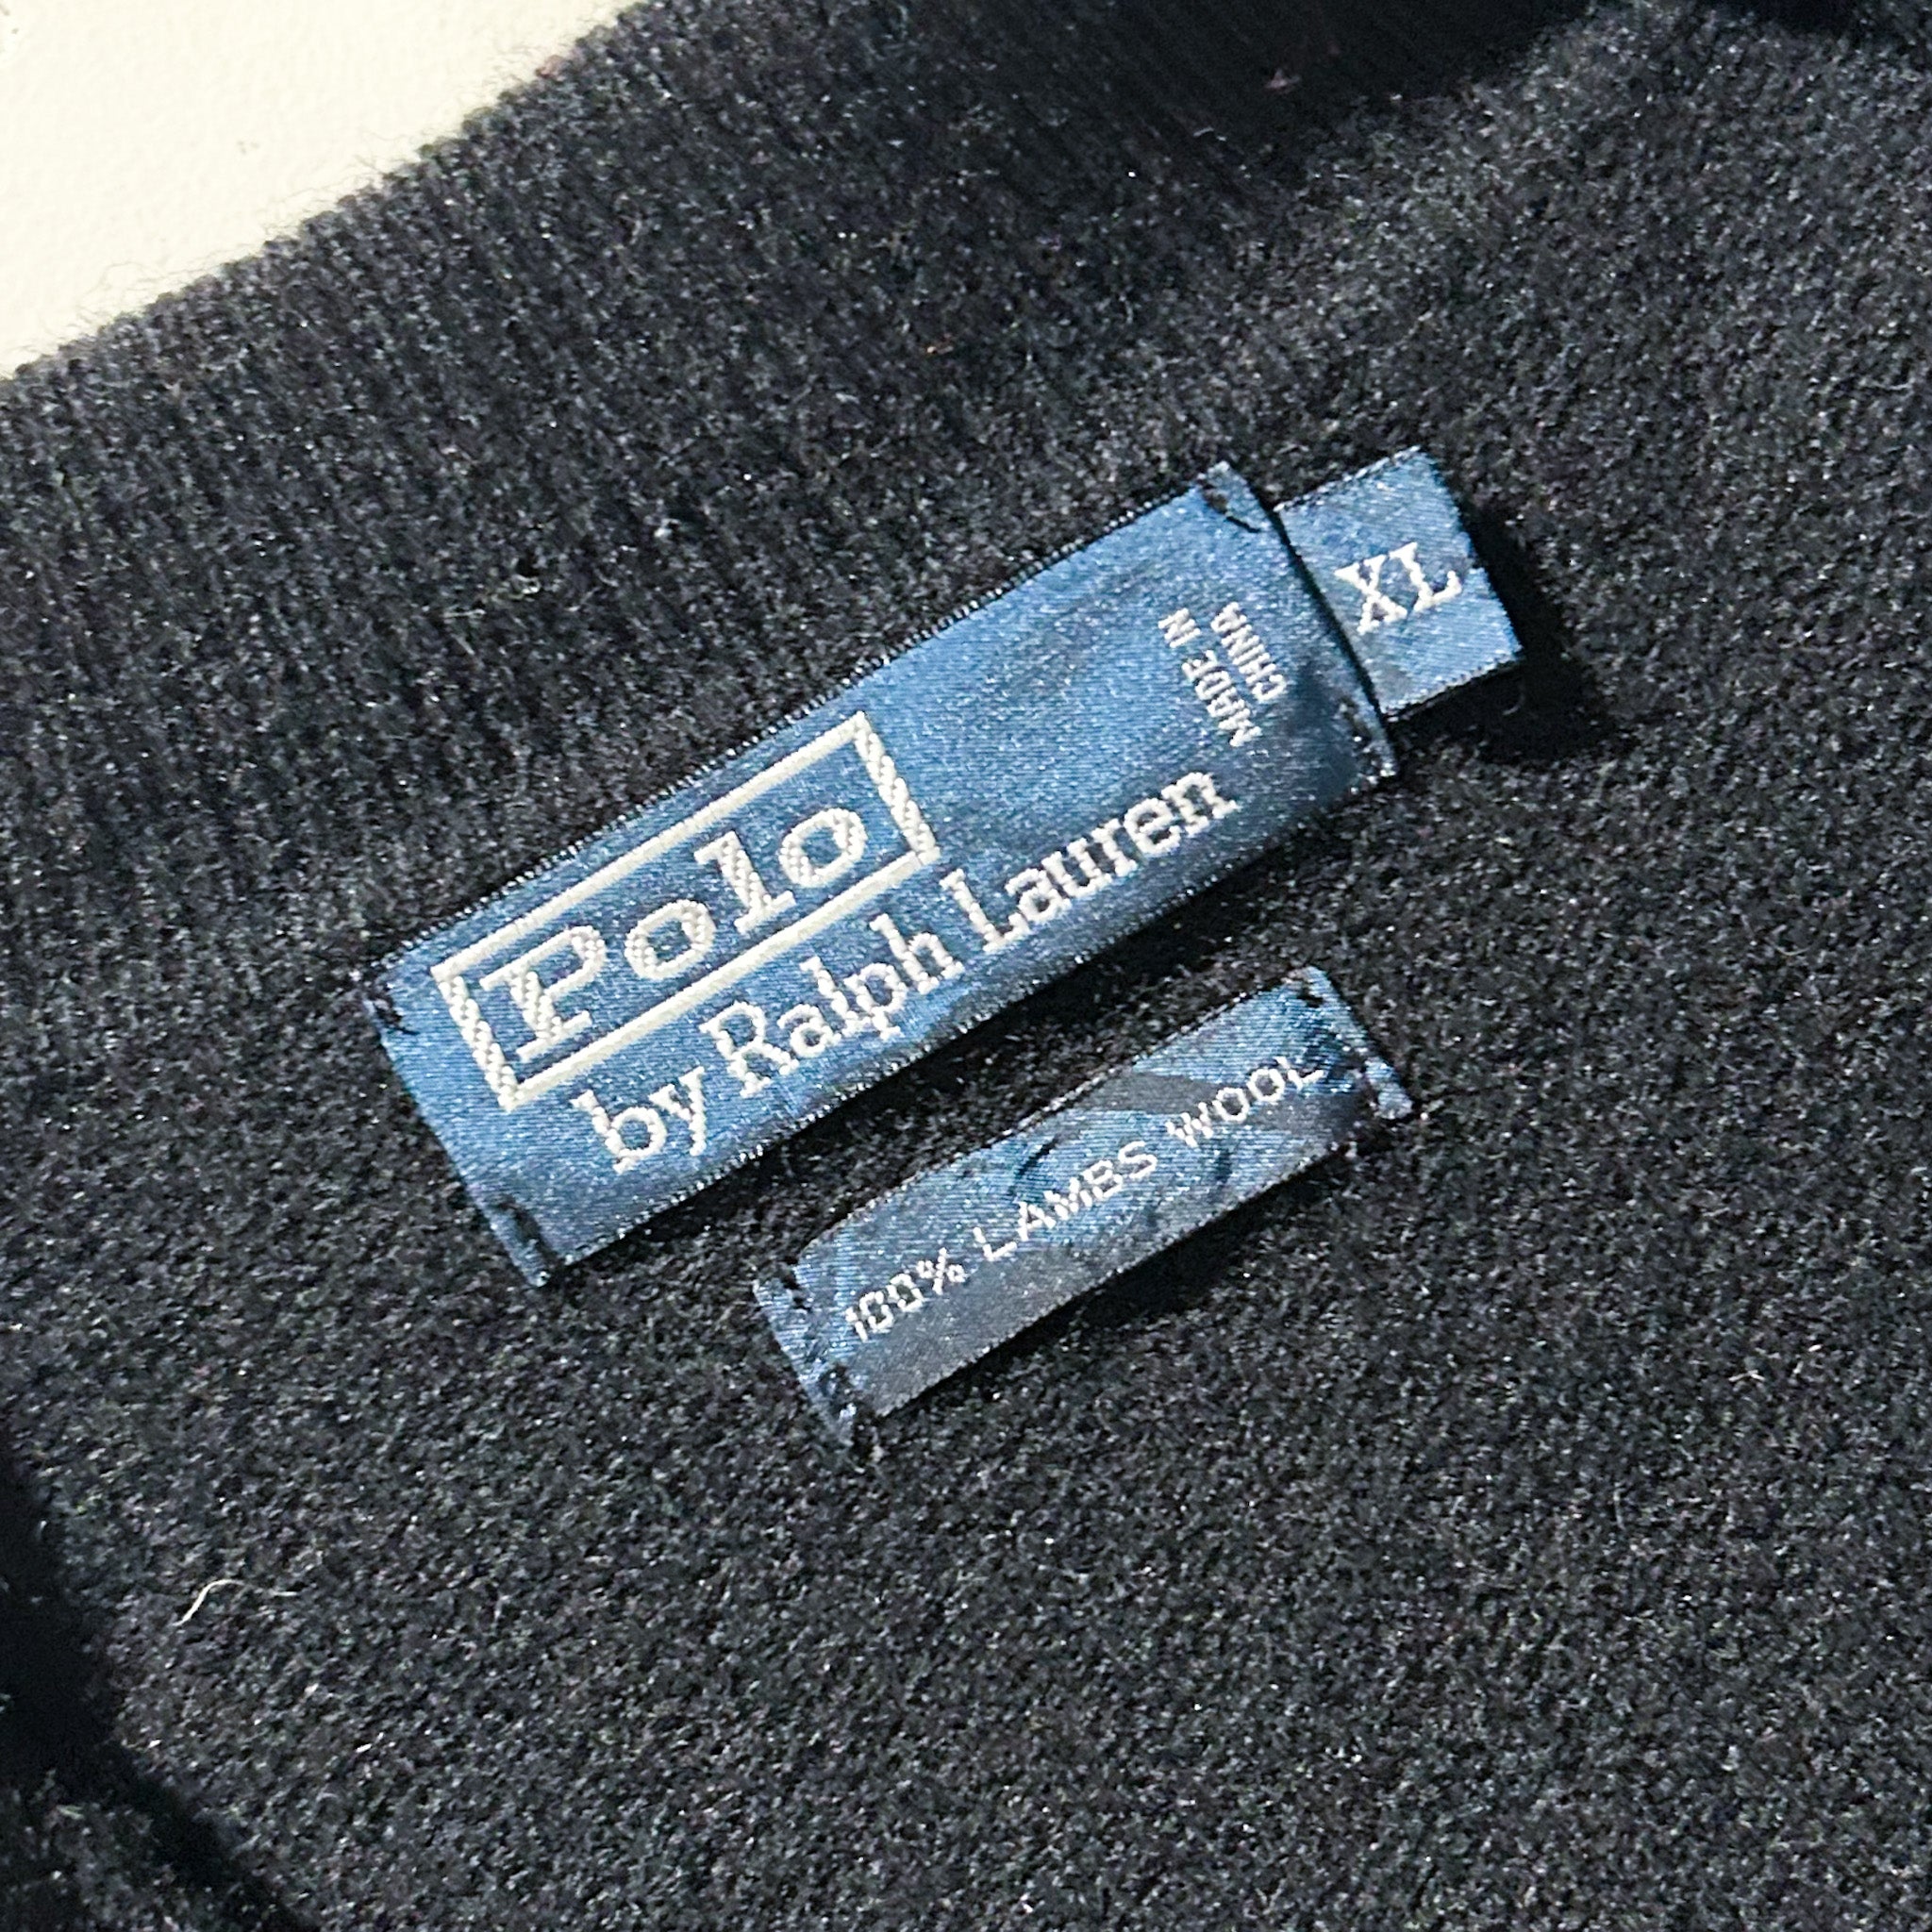 Polo
by Ralph Lauren
MADE IN
CHINA
XL
100% LAMBS WOOL